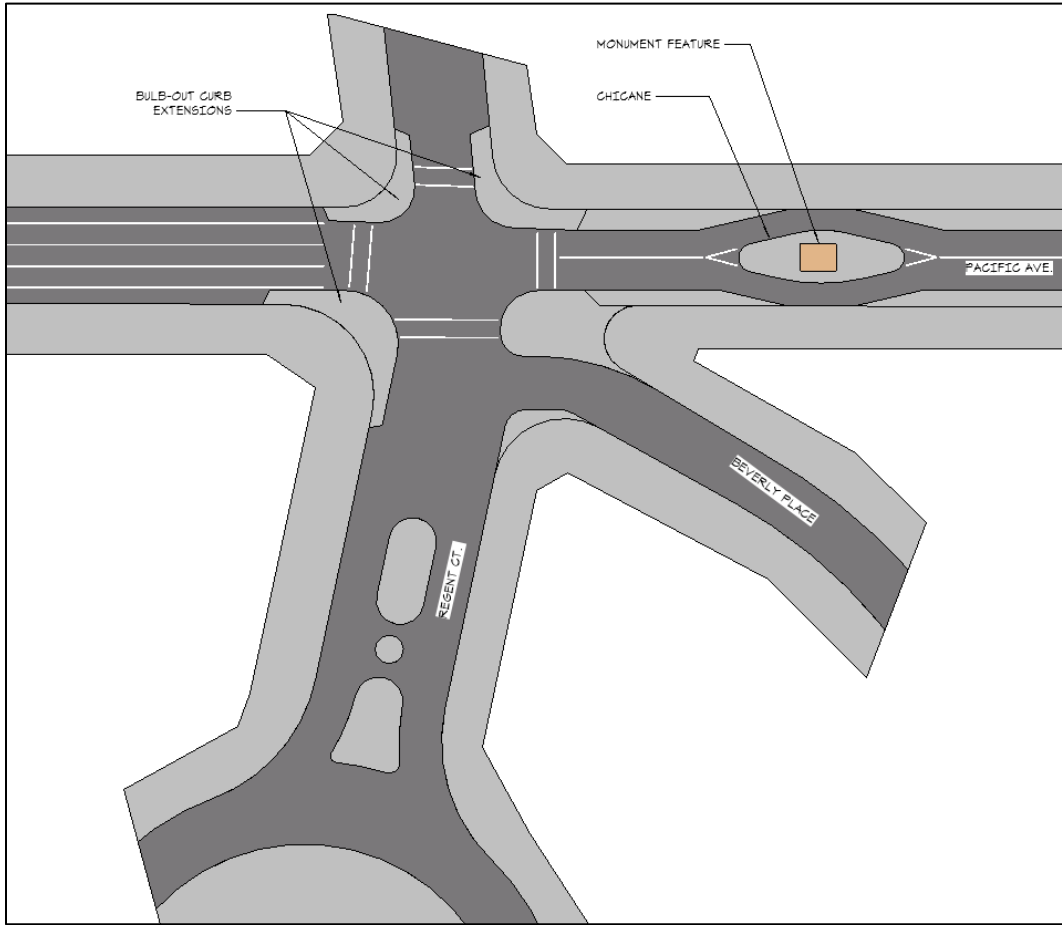 MONUMENT FEATURE
CHICANE
BULB-OUT CURB
EXTENSIONS
PACIFIC AVE.
BEVERLY PLACE
REGENT CT.